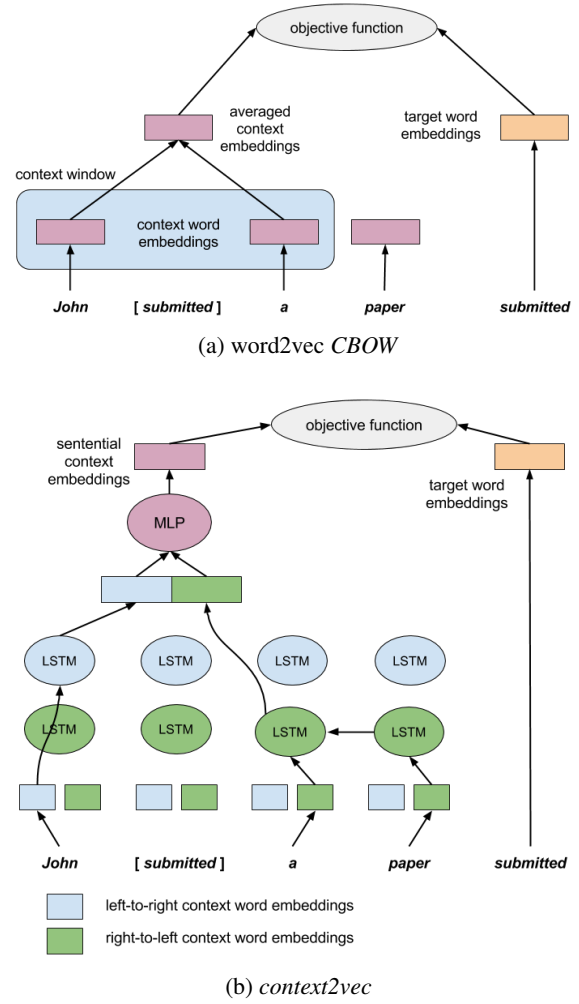 objective function
averaged
context
embeddings
target word
embeddings
context window
context word
embeddings
John [ submitted ] a paper submitted
(a) word2vec CBOW
objective function
sentential
context
embeddings
target word
embeddings
MLP
LSTM LSTM LSTM LSTM
LSTM LSTM LSTM LSTM
John [ submitted ] a paper submitted
left-to-right context word embeddings
right-to-left context word embeddings
(b) context2vec